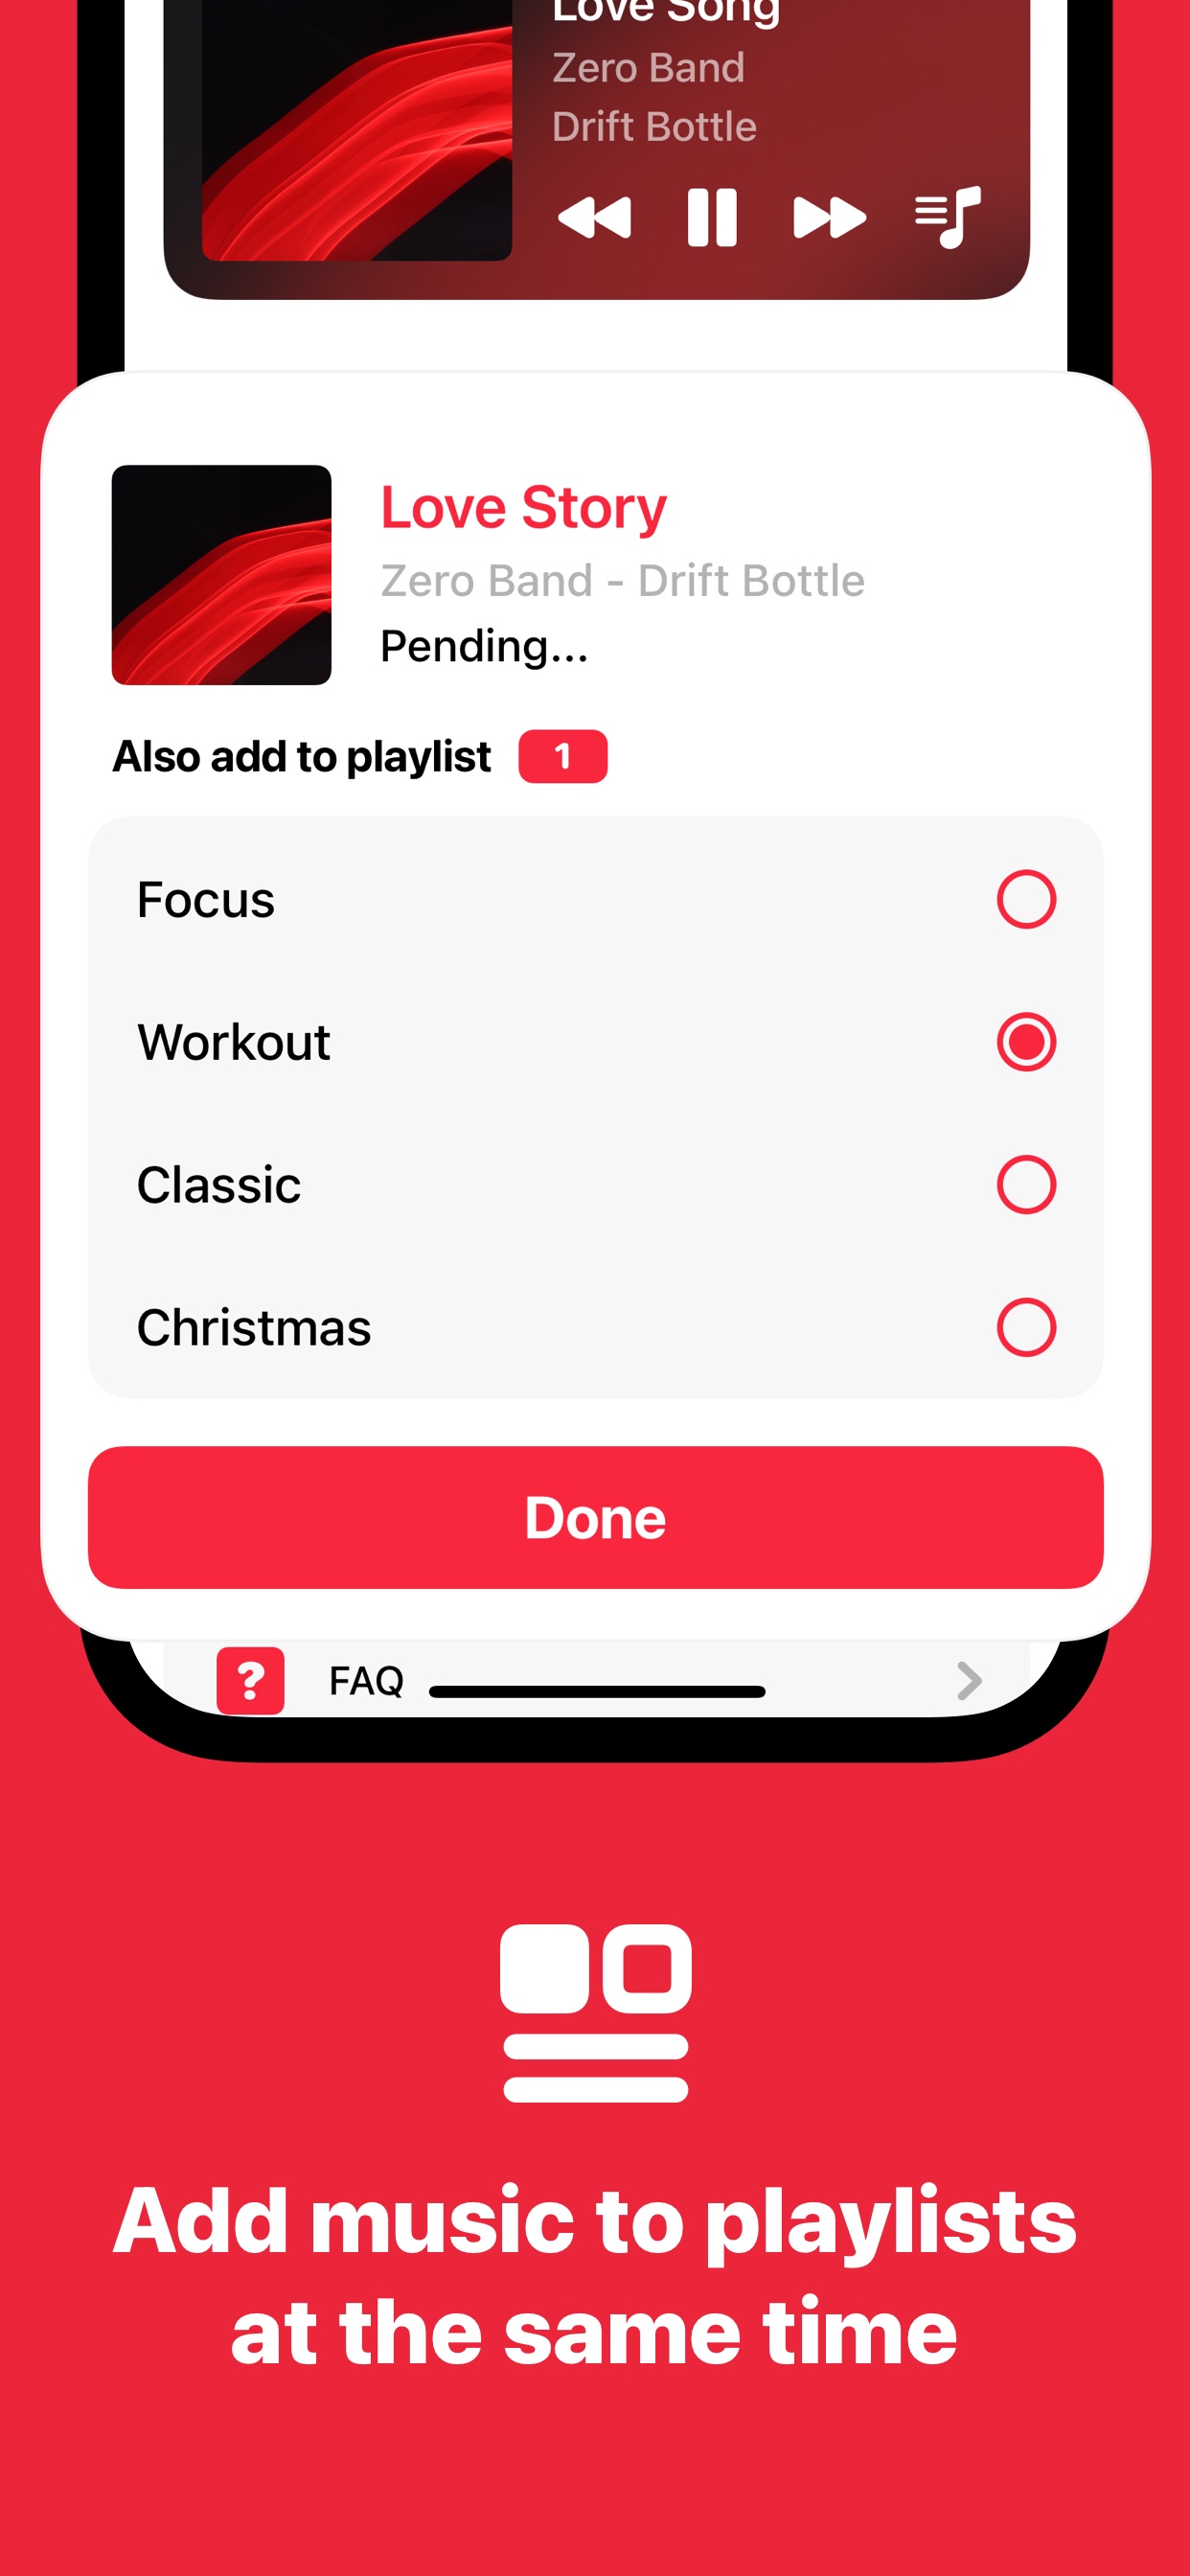 Love Song
Zero Band
Drift Bottle
Love Story
Zero Band - Drift Bottle
Pending...
Also add to playlist 1
Focus
Workout
Classic
Christmas
Done
? FAQ
Add music to playlists
at the same time